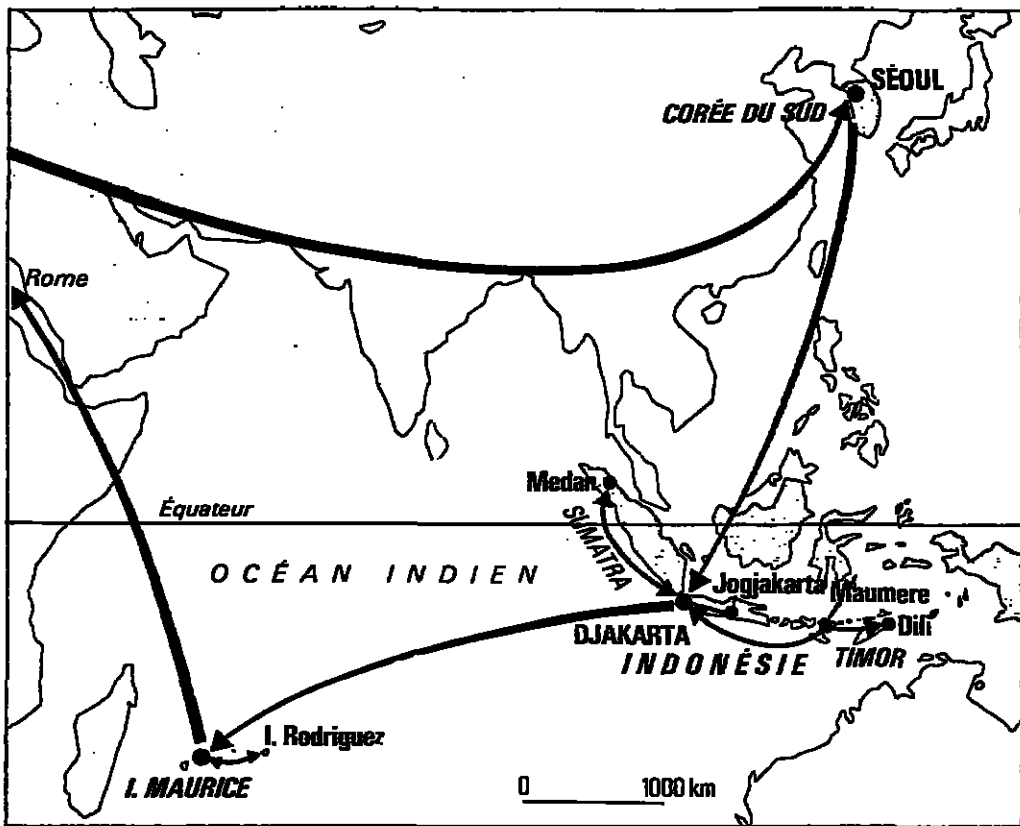 SÉOUL
CORÉE DU SUD
Rome
Équateur
Medan
SUMATRA
OCÉAN INDIEN
Jogjakarta
Maumere
DJAKARTA
Dili
INDONÉSIE
TIMOR
I. Rodriguez
I. MAURICE
0 1000 km